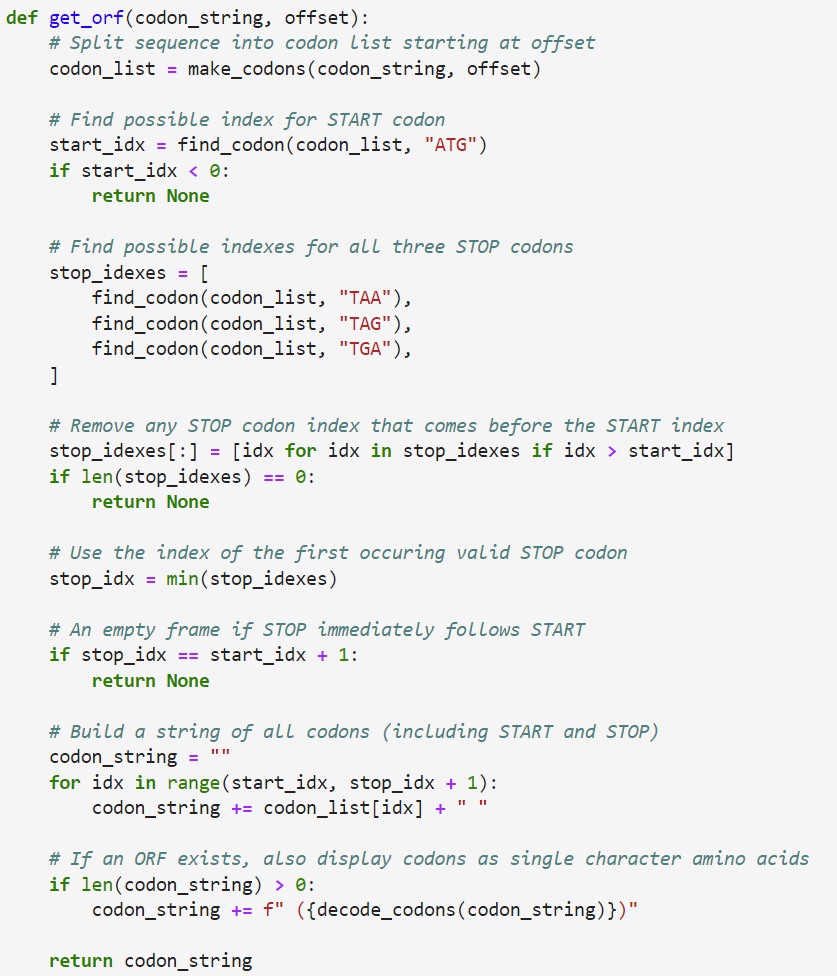 def get_orf(codon_string, offset):
    # Split sequence into codon list starting at offset
    codon_list = make_codons(codon_string, offset)

    # Find possible index for START codon
    start_idx = find_codon(codon_list, "ATG")
    if start_idx < 0:
        return None

    # Find possible indexes for all three STOP codons
    stop_idexes = [
        find_codon(codon_list, "TAA"),
        find_codon(codon_list, "TAG"),
        find_codon(codon_list, "TGA"),
    ]

    # Remove any STOP codon index that comes before the START index
    stop_idexes[:] = [idx for idx in stop_idexes if idx > start_idx]
    if len(stop_idexes) == 0:
        return None

    # Use the index of the first occuring valid STOP codon
    stop_idx = min(stop_idexes)

    # An empty frame if STOP immediately follows START
    if stop_idx == start_idx + 1:
        return None

    # Build a string of all codons (including START and STOP)
    codon_string = ""
    for idx in range(start_idx, stop_idx + 1):
        codon_string += codon_list[idx] + " "

    # If an ORF exists, also display codons as single character amino acids
    if len(codon_string) > 0:
        codon_string += f" ({decode_codons(codon_string)})"

    return codon_string